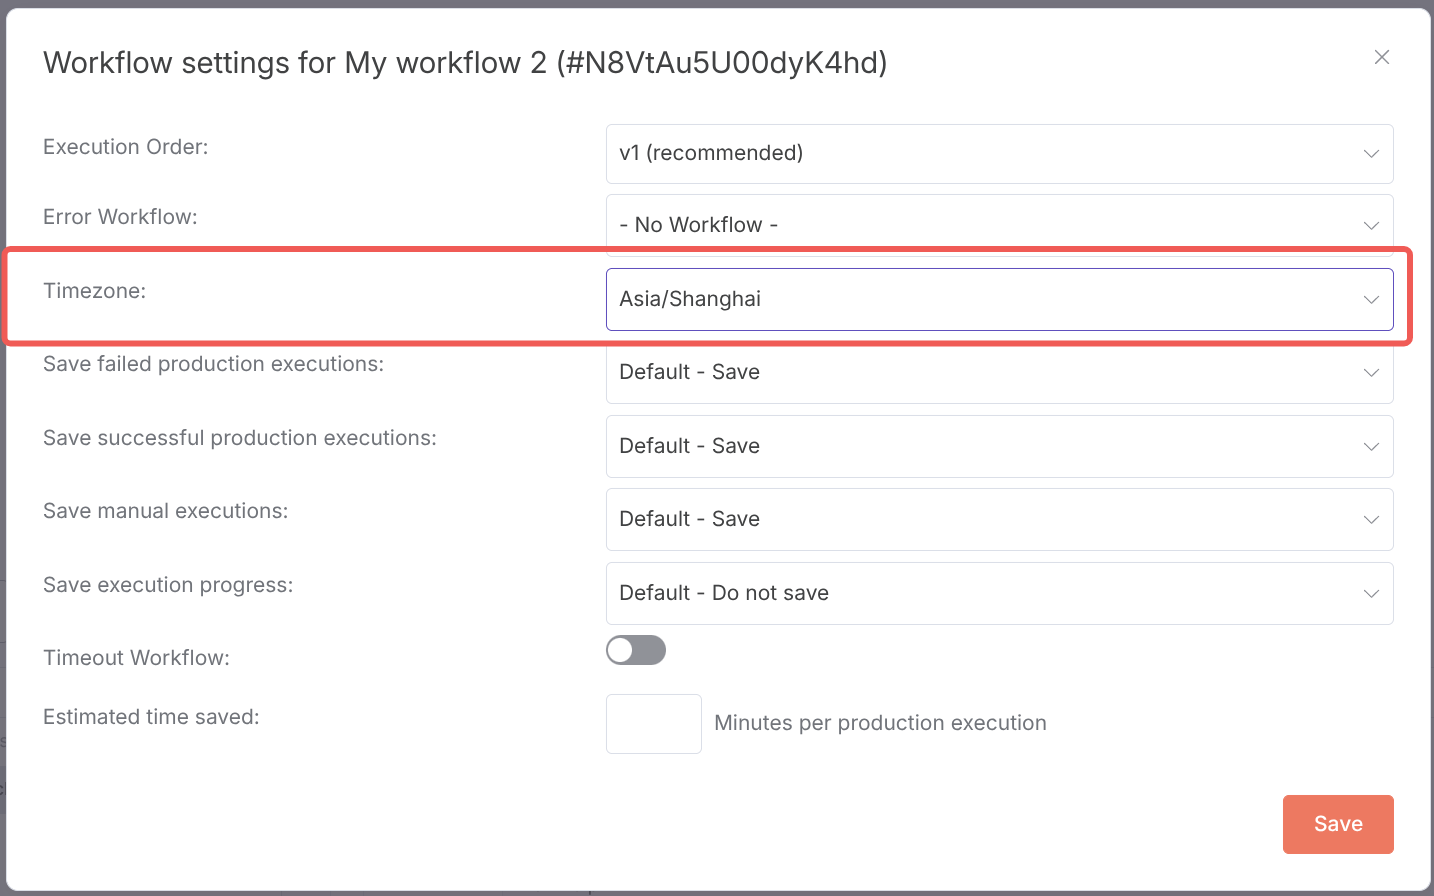 Workflow settings for My workflow 2 (#N8VtAu5U00dyK4hd)
Execution Order:
v1 (recommended)
Error Workflow:
- No Workflow -
Timezone:
Asia/Shanghai
Save failed production executions:
Default - Save
Save successful production executions:
Default - Save
Save manual executions:
Default - Save
Save execution progress:
Default - Do not save
Timeout Workflow:
Estimated time saved:
Minutes per production execution
Save